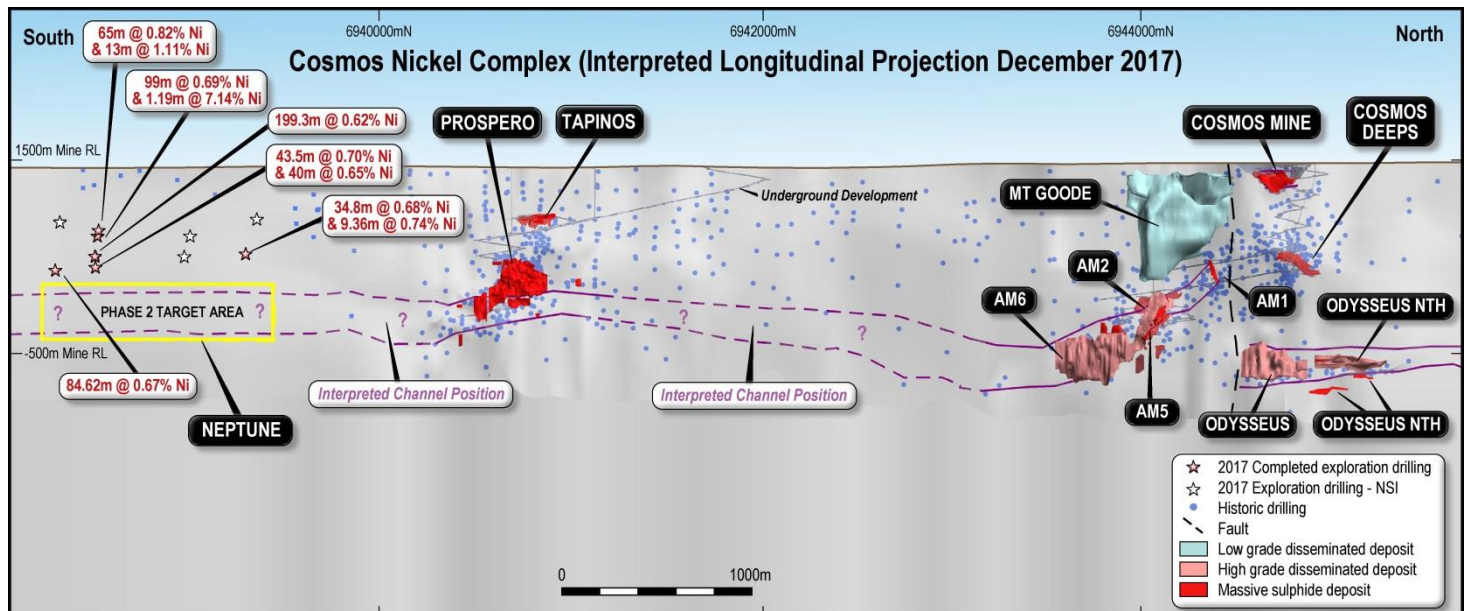 6940000mN
6942000mN
6944000mN
South
North
Cosmos Nickel Complex (Interpreted Longitudinal Projection December 2017)
65m @ 0.82% Ni
& 13m @ 1.11% Ni
99m @ 0.69% Ni
& 1.19m @ 7.14% Ni
199.3m @ 0.62% Ni
43.5m @ 0.70% Ni
& 40m @ 0.65% Ni
34.8m @ 0.68% Ni
& 9.36m @ 0.74% Ni
PROSPERO
TAPINOS
COSMOS MINE
COSMOS
DEEPS
1500m Mine RL
Underground Development
MT GOODE
AM2
AM1
AM6
ODYSSEUS NTH
? PHASE 2 TARGET AREA ?
?
?
?
-500m Mine RL
84.62m @ 0.67% Ni
Interpreted Channel Position
Interpreted Channel Position
AM5
NEPTUNE
ODYSSEUS
ODYSSEUS NTH
2017 Completed exploration drilling
2017 Exploration drilling - NSI
Historic drilling
Fault
Low grade disseminated deposit
High grade disseminated deposit
Massive sulphide deposit
0
1000m